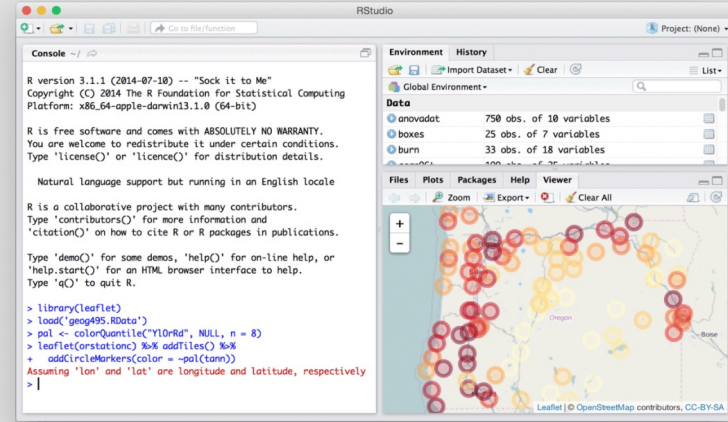 RStudio
Go to file/function
Project: (None)
Console ~/
R version 3.1.1 (2014-07-10) -- "Sock it to Me"
Copyright (C) 2014 The R Foundation for Statistical Computing
Platform: x86_64-apple-darwin13.1.0 (64-bit)
R is free software and comes with ABSOLUTELY NO WARRANTY.
You are welcome to redistribute it under certain conditions.
Type 'license()' or 'licence()' for distribution details.
Natural language support but running in an English locale
R is a collaborative project with many contributors.
Type 'contributors()' for more information and
'citation()' on how to cite R or R packages in publications.
Type 'demo()' for some demos, 'help()' for on-line help, or
'help.start()' for an HTML browser interface to help.
Type 'q()' to quit R.
> library(leaflet)
> load('geog495.RData')
> pal <- colorQuantile("YlOrRd", NULL, n = 8)
> leaflet(orstationc) %>% addTiles() %>%
+ addCircleMarkers(color = ~pal(tann))
Assuming 'lon' and 'lat' are longitude and latitude, respectively
>
Environment History
Import Dataset Clear List
Global Environment
Data
anovadat 750 obs. of 10 variables
boxes 25 obs. of 7 variables
burn 33 obs. of 18 variables
Files Plots Packages Help Viewer
Zoom Export Clear All
+
-
Oregon
Boise
Leaflet | © OpenStreetMap contributors, CC-BY-SA